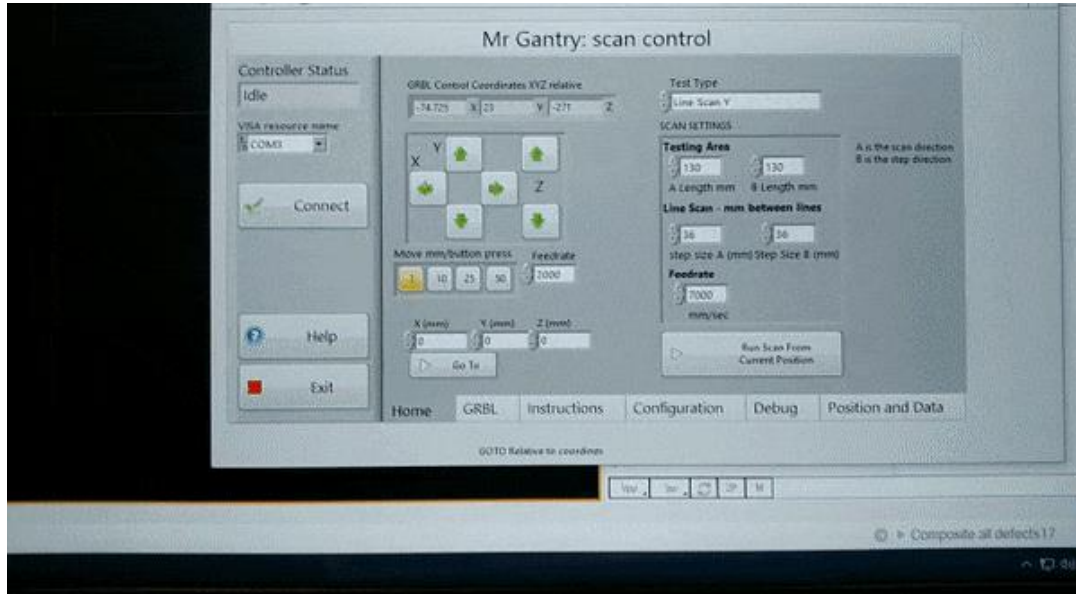 Mr Gantry: scan control
Controller Status
Idle
VISA resource name
COM3
Connect
Help
Exit
GRBL Control Coordinates XYZ relative
-74.725 X 23 Y -271 Z
Y
X
Z
Move mm/button press
1 10 25 50
Feedrate
2000
X (mm) Y (mm) Z (mm)
0 0 0
Go To
Test Type
Line Scan Y
SCAN SETTINGS
Testing Area
130 130
A Length mm B Length mm
Line Scan - mm between lines
36 36
step size A (mm) Step Size B (mm)
Feedrate
7000
mm/sec
Run Scan From
Current Position
A is the scan direction
B is the step direction
Home GRBL Instructions Configuration Debug Position and Data
GOTO Relative to coordines
Composite all defects17